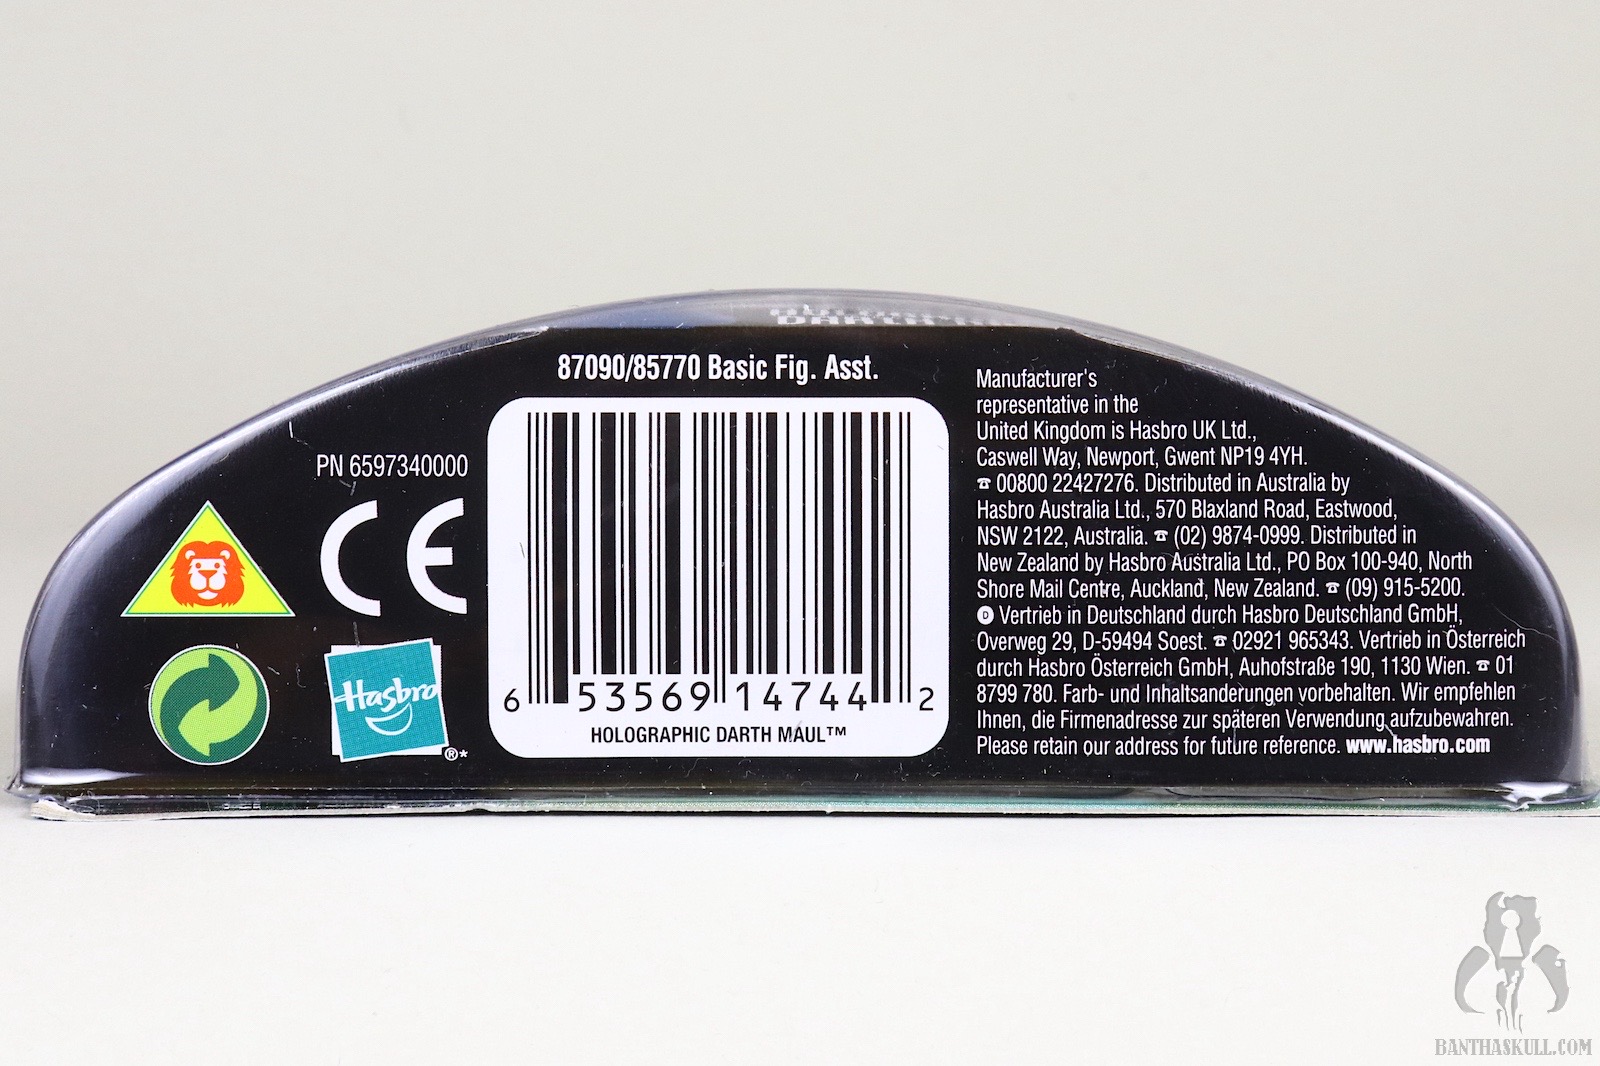 87090/85770 Basic Fig. Asst.
PN 6597340000
CE
Hasbro
®*
6 53569 14744 2
HOLOGRAPHIC DARTH MAUL™
Manufacturer's
representative in the
United Kingdom is Hasbro UK Ltd.,
Caswell Way, Newport, Gwent NP19 4YH.
☎ 00800 22427276. Distributed in Australia by
Hasbro Australia Ltd., 570 Blaxland Road, Eastwood,
NSW 2122, Australia. ☎ (02) 9874-0999. Distributed in
New Zealand by Hasbro Australia Ltd., PO Box 100-940, North
Shore Mail Centre, Auckland, New Zealand. ☎ (09) 915-5200.
D Vertrieb in Deutschland durch Hasbro Deutschland GmbH,
Overweg 29, D-59494 Soest. ☎ 02921 965343. Vertrieb in Österreich
durch Hasbro Österreich GmbH, Auhofstraße 190, 1130 Wien. ☎ 01
8799 780. Farb- und Inhaltsanderungen vorbehalten. Wir empfehlen
Ihnen, die Firmenadresse zur späteren Verwendung aufzubewahren.
Please retain our address for future reference. www.hasbro.com
BANTHASKULL.COM